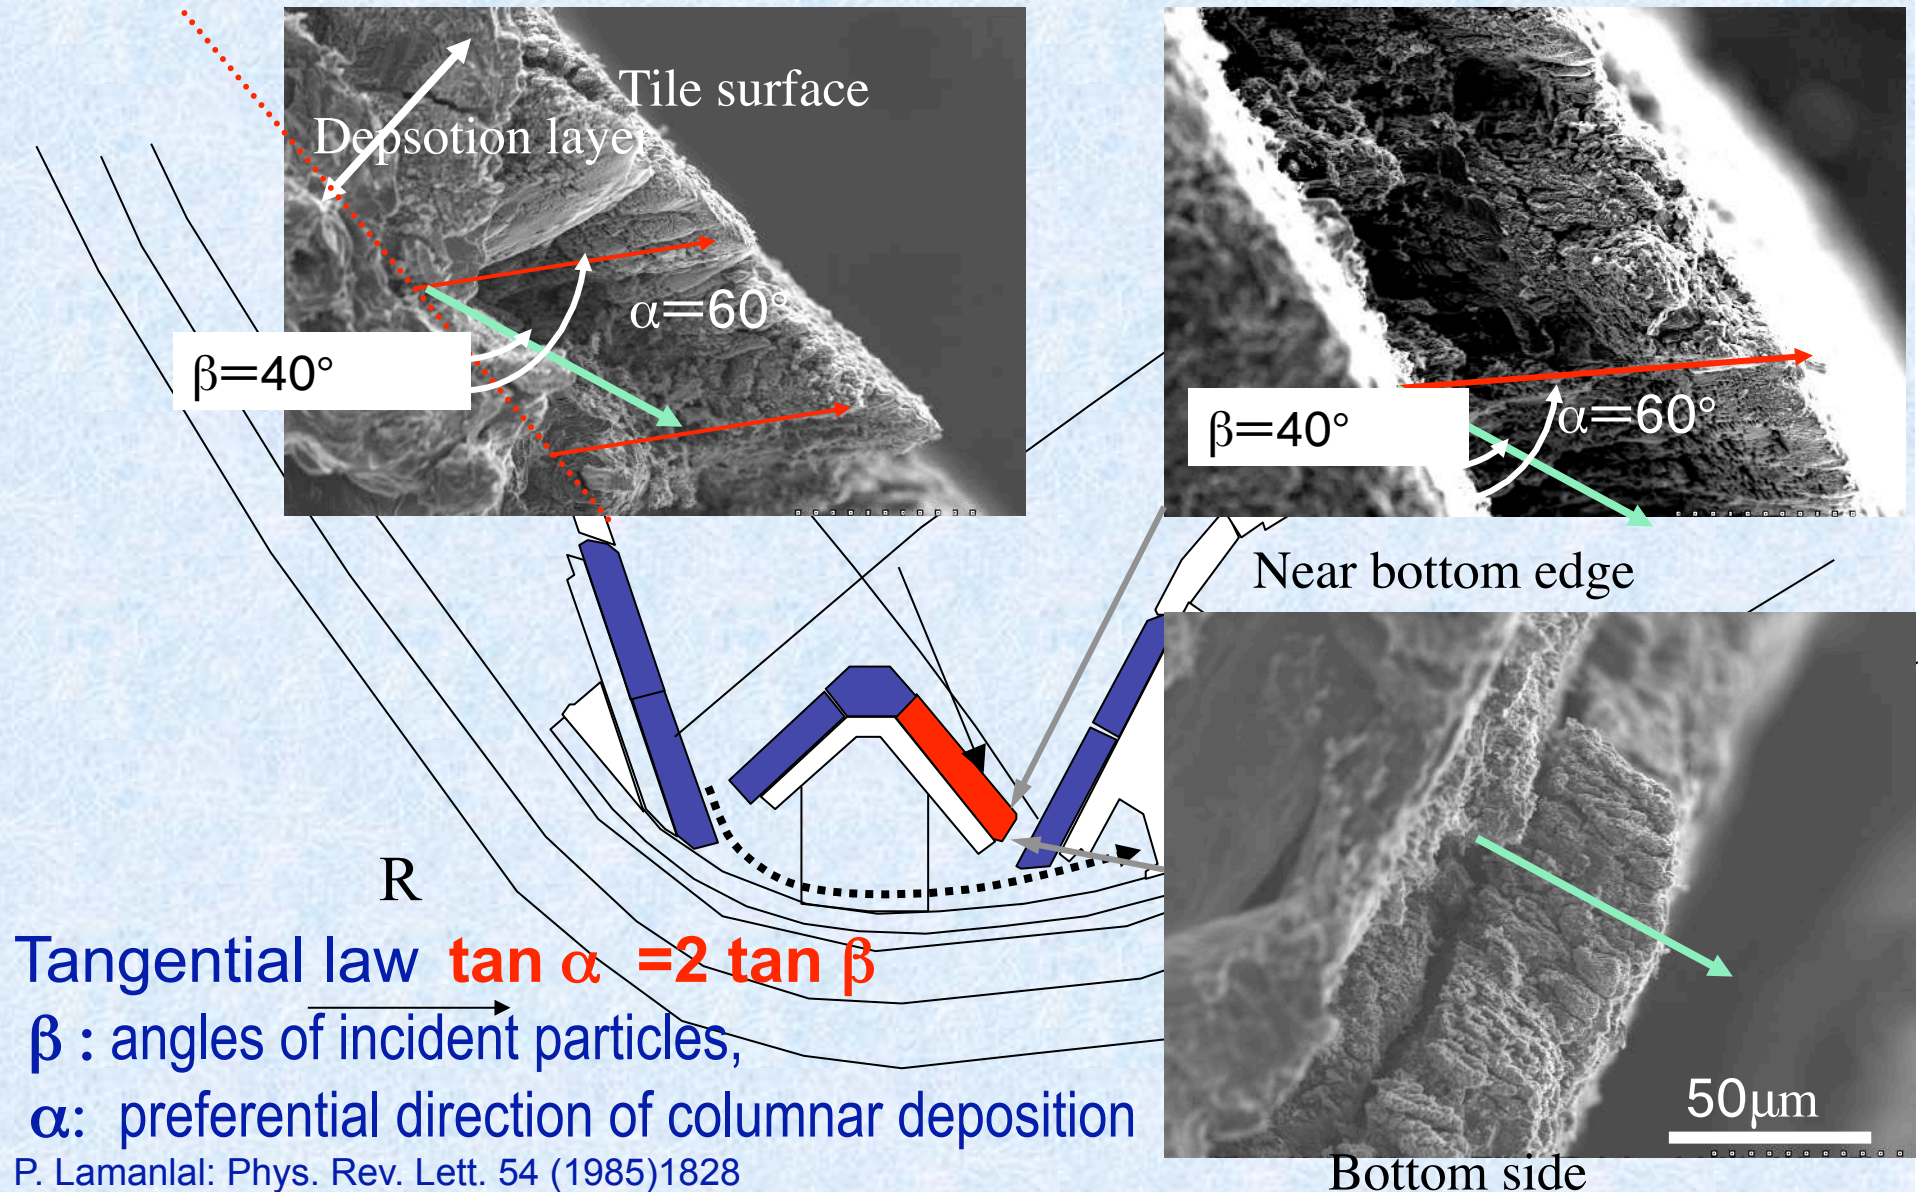 Tile surface
Depsotion layer
α=60°
β=40°
α=60°
β=40°
Near bottom edge
R
Tangential law tan α =2 tan β
β : angles of incident particles,
α: preferential direction of columnar deposition
P. Lamanlal: Phys. Rev. Lett. 54 (1985)1828
50μm
Bottom side